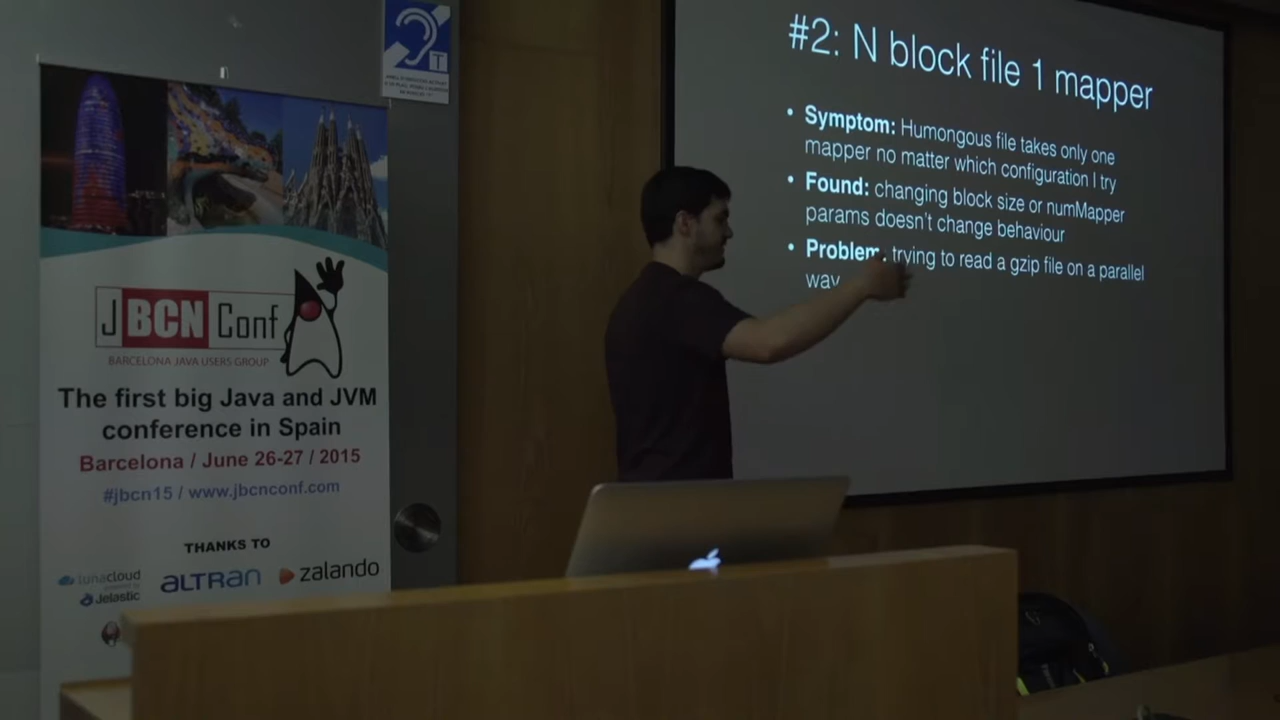 #2: N block file 1 mapper
• Symptom: Humongous file takes only one
mapper no matter which configuration I try
• Found: changing block size or numMapper
params doesn't change behaviour
• Problem: trying to read a gzip file on a parallel
way
T
JBCNConf
BARCELONA JAVA USERS GROUP
The first big Java and JVM
conference in Spain
Barcelona / June 26-27 / 2015
#jbcn15 / www.jbcnconf.com
THANKS TO
lunacloud
powered by
Jelastic
ALTRAN
zalando